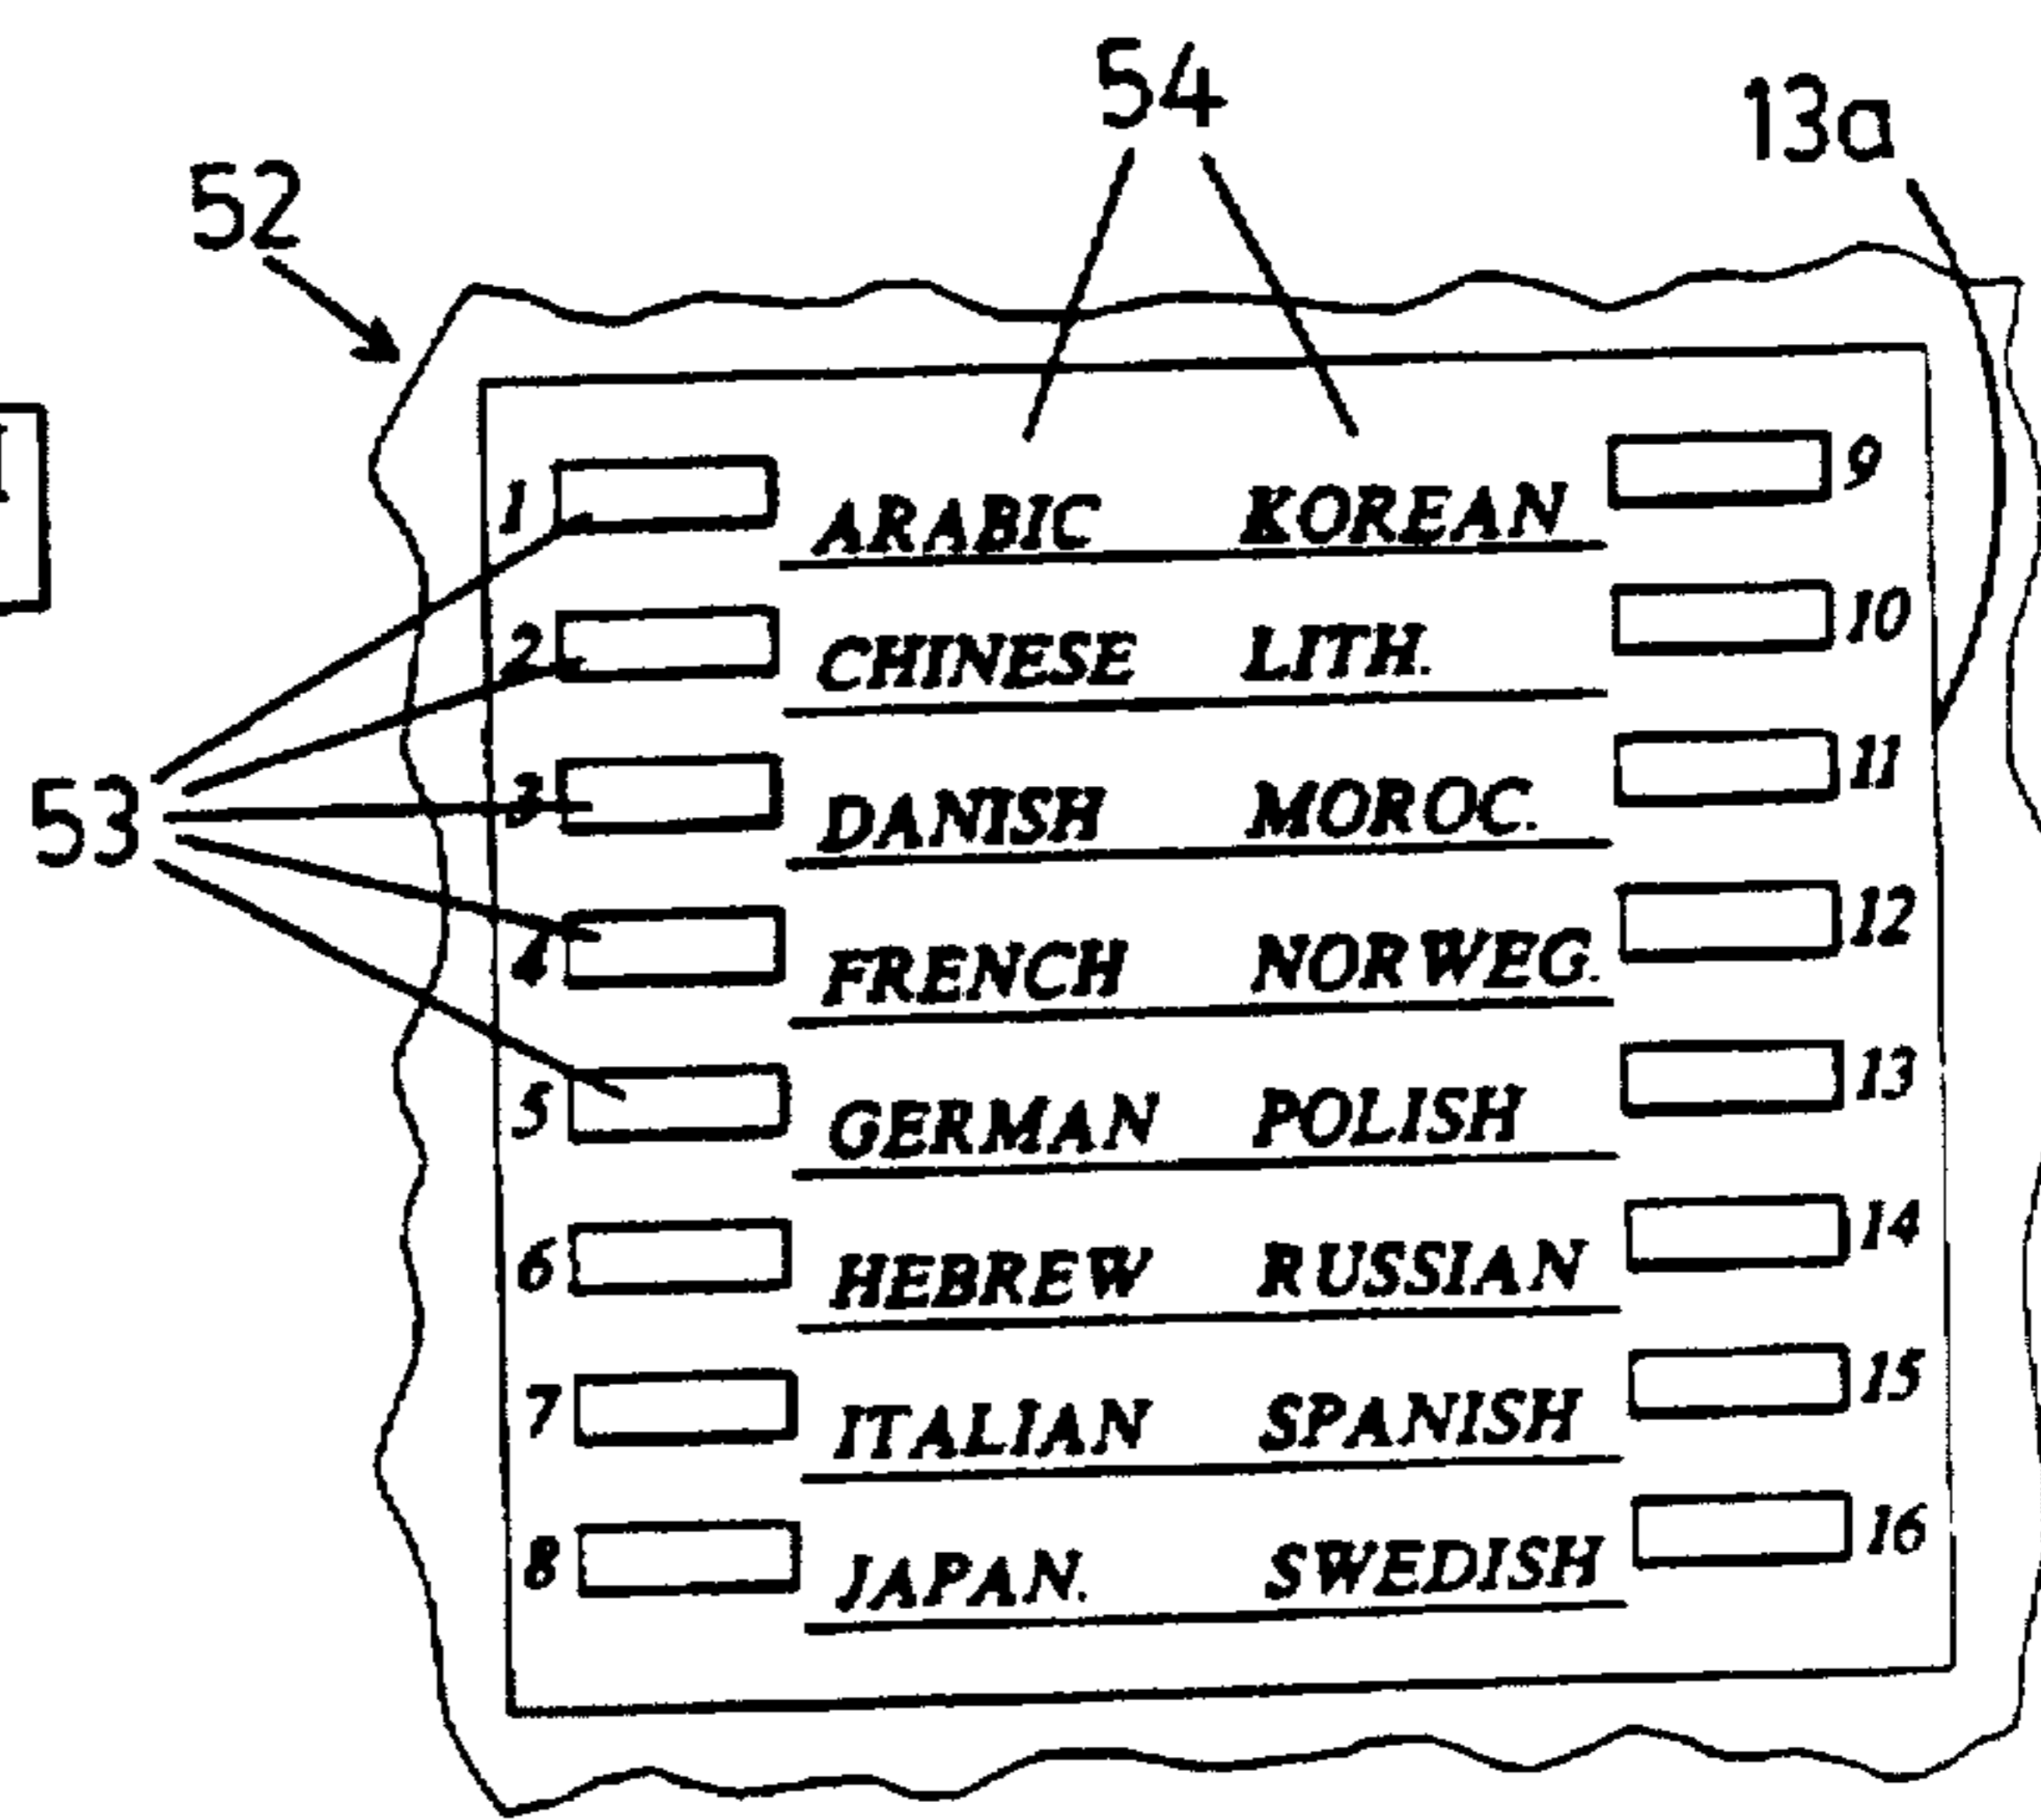 54
13a
52
1 ARABIC KOREAN 9
2 CHINESE LITH. 10
3 DANISH MOROC. 11
53
4 FRENCH NORWEG. 12
5 GERMAN POLISH 13
6 HEBREW RUSSIAN 14
7 ITALIAN SPANISH 15
8 JAPAN. SWEDISH 16